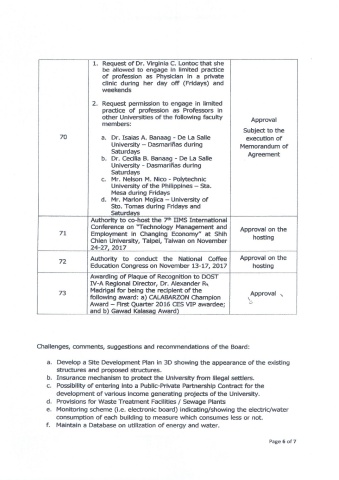 1. Request of Dr. Virginia C. Lontoc that she
be allowed to engage in limited practice
of profession as Physician in a private
clinic during her day off (Fridays) and
weekends
2. Request permission to engage in limited
practice of profession as Professors in
other Universities of the following faculty
members:
70
a. Dr. Isaias A. Banaag - De La Salle
University – Dasmariñas during
Saturdays
b. Dr. Cecilia B. Banaag - De La Salle
University - Dasmariñas during
Saturdays
c. Mr. Nelson M. Nico - Polytechnic
University of the Philippines – Sta.
Mesa during Fridays
d. Mr. Marlon Mojica – University of
Sto. Tomas during Fridays and
Saturdays
Approval
Subject to the
execution of
Memorandum of
Agreement
71
Authority to co-host the 7th IIMS International
Conference on "Technology Management and
Employment in Changing Economy" at Shih
Chien University, Taipei, Taiwan on November
24-27, 2017
Approval on the
hosting
72
Authority to conduct the National Coffee
Education Congress on November 13-17, 2017
Approval on the
hosting
73
Awarding of Plaque of Recognition to DOST
IV-A Regional Director, Dr. Alexander R.
Madrigal for being the recipient of the
following award: a) CALABARZON Champion
Award – First Quarter 2016 CES VIP awardee;
and b) Gawad Kalasag Award)
Approval
Challenges, comments, suggestions and recommendations of the Board:
a. Develop a Site Development Plan in 3D showing the appearance of the existing
structures and proposed structures.
b. Insurance mechanism to protect the University from illegal settlers.
c. Possibility of entering into a Public-Private Partnership Contract for the
development of various income generating projects of the University.
d. Provisions for Waste Treatment Facilities / Sewage Plants
e. Monitoring scheme (i.e. electronic board) indicating/showing the electric/water
consumption of each building to measure which consumes less or not.
f. Maintain a Database on utilization of energy and water.
Page 6 of 7